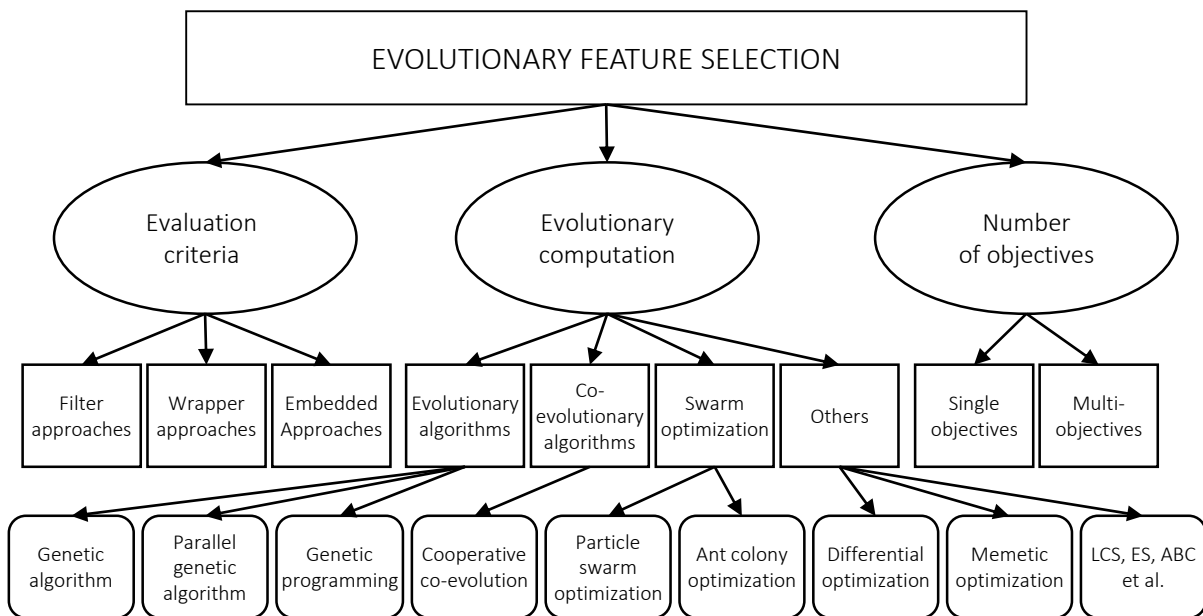 EVOLUTIONARY FEATURE SELECTION
Evaluation
criteria
Evolutionary
computation
Number
of objectives
Filter
approaches
Wrapper
approaches
Embedded
Approaches
Evolutionary
algorithms
Co-
evolutionary
algorithms
Swarm
optimization
Others
Single
objectives
Multi-
objectives
Genetic
algorithm
Parallel
genetic
algorithm
Genetic
programming
Cooperative
co-evolution
Particle
swarm
optimization
Ant colony
optimization
Differential
optimization
Memetic
optimization
LCS, ES, ABC
et al.